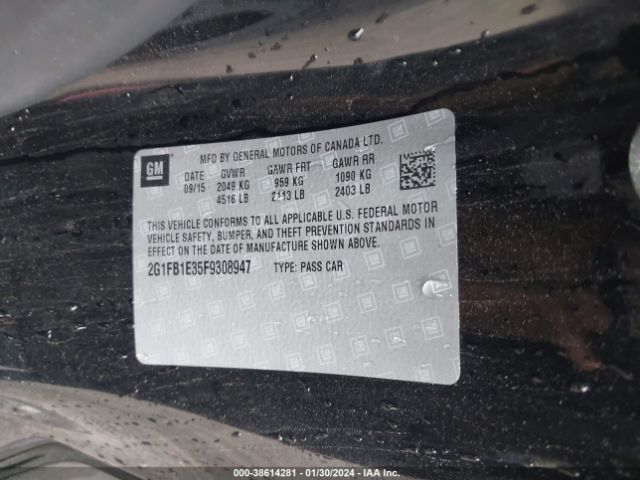 GM
MFD BY GENERAL MOTORS OF CANADA LTD.
DATE GVWR GAWR FRT GAWR RR
09/15 2049 KG 959 KG 1090 KG
4516 LB 2113 LB 2403 LB
THIS VEHICLE CONFORMS TO ALL APPLICABLE U.S. FEDERAL MOTOR
VEHICLE SAFETY, BUMPER, AND THEFT PREVENTION STANDARDS IN
EFFECT ON THE DATE OF MANUFACTURE SHOWN ABOVE.
2G1FB1E35F9308947 TYPE: PASS CAR
000-38614281 - 01/30/2024 - IAA Inc.